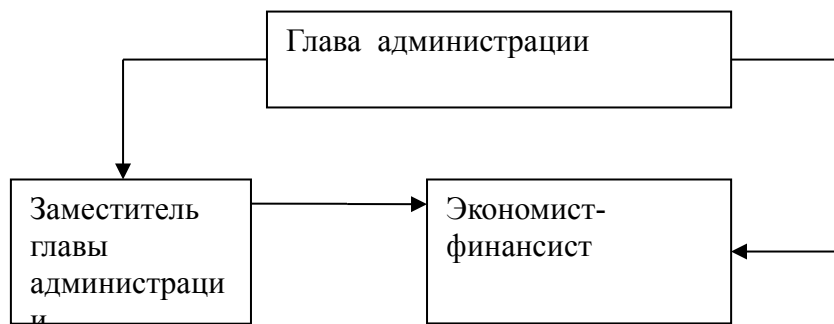 Глава администрации
Заместитель
главы
администраци
и
Экономист-
финансист